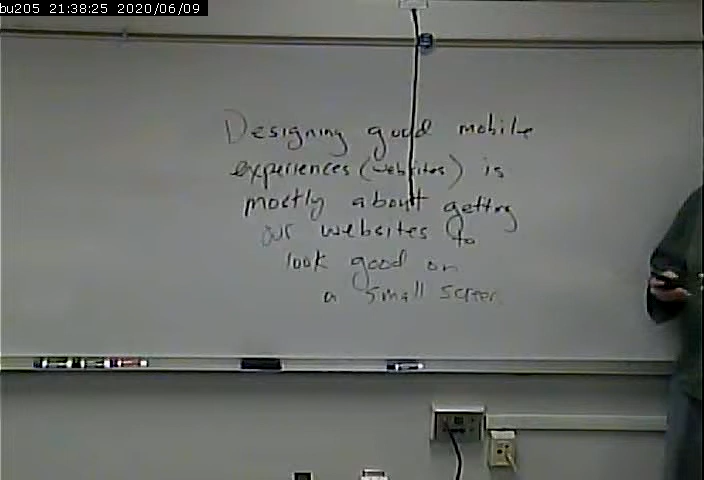 bu205 21:38:25 2020/06/09
Designing good mobile
experiences (websites) is
mostly about getting
our websites to
look good on
a small screen